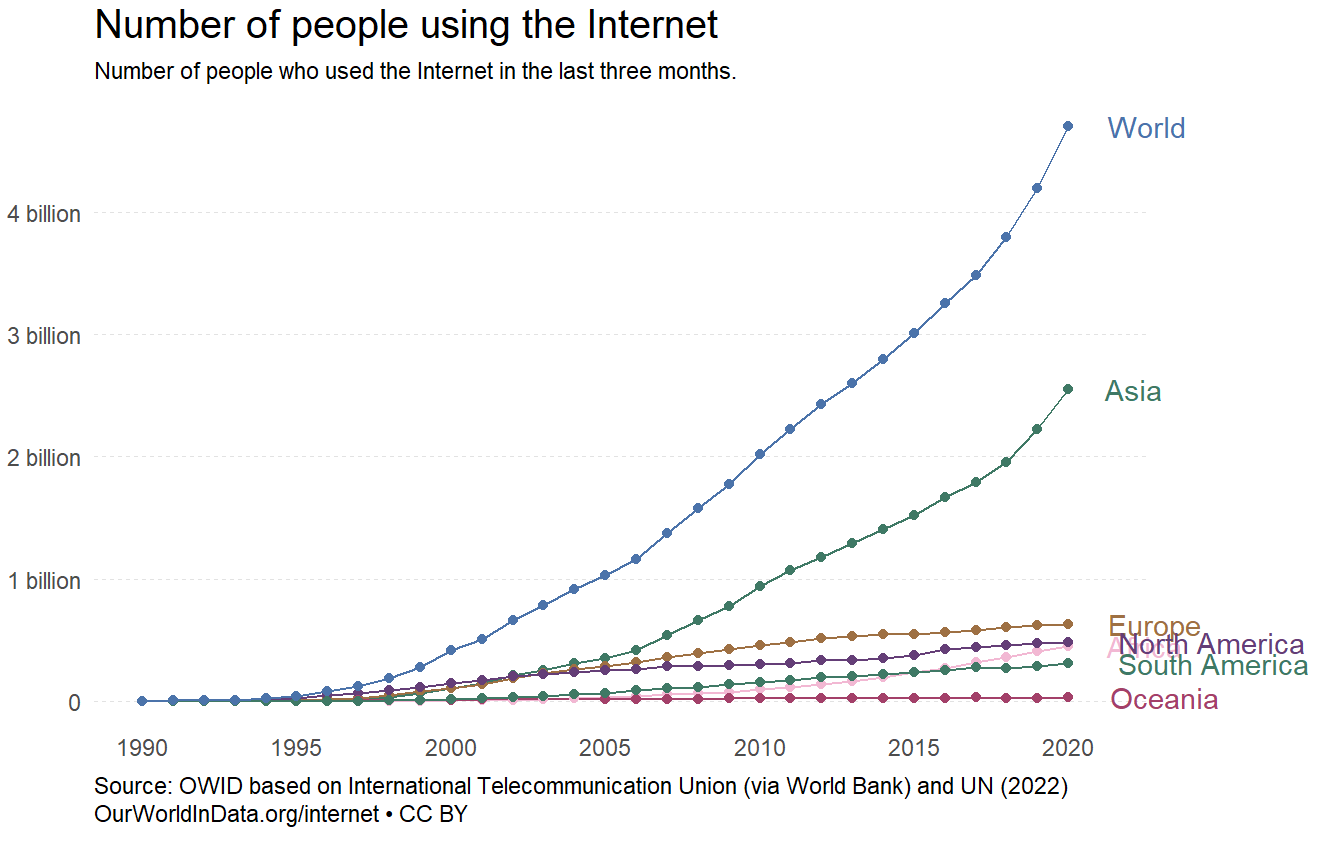 Number of people using the Internet
Number of people who used the Internet in the last three months.
World
4 billion
3 billion
Asia
2 billion
1 billion
Europe
North America
Africa
South America
0
Oceania
1990 1995 2000 2005 2010 2015 2020
Source: OWID based on International Telecommunication Union (via World Bank) and UN (2022)
OurWorldInData.org/internet • CC BY